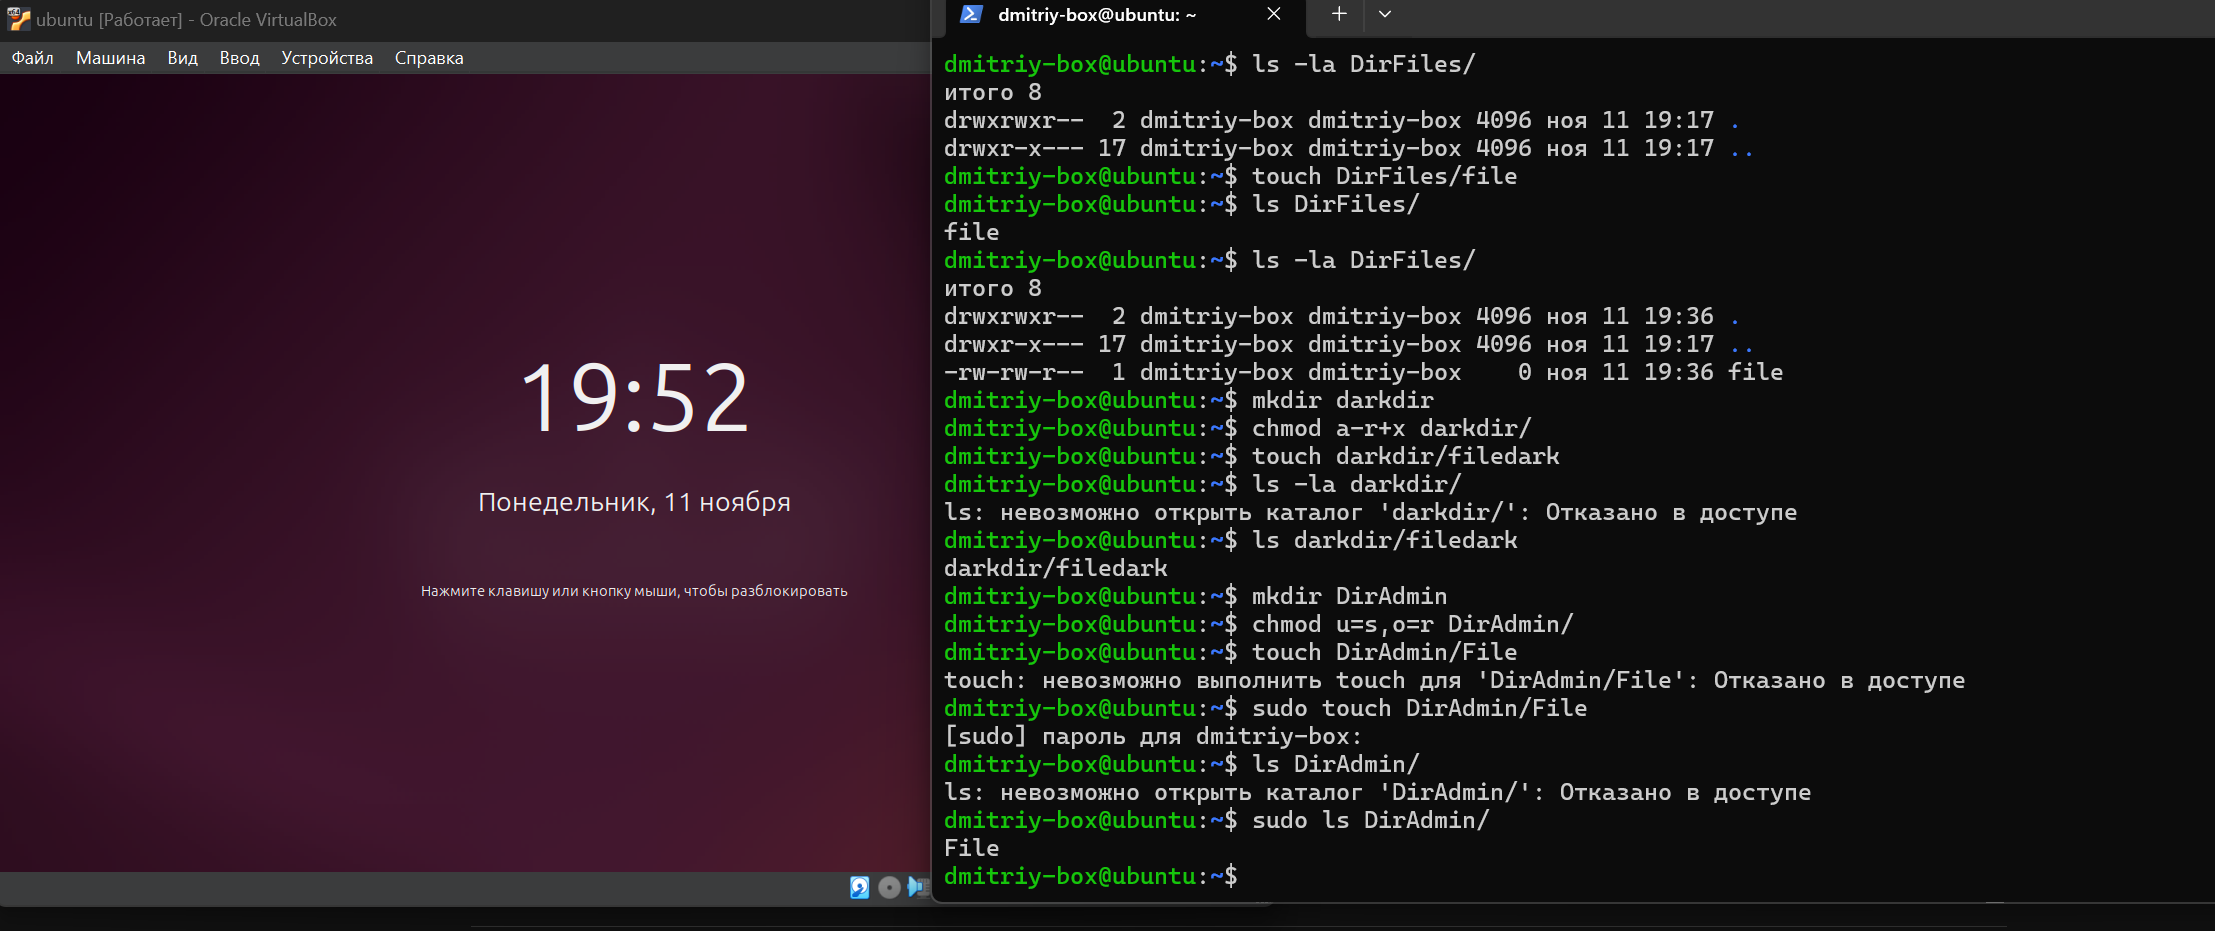 ubuntu [Работает] - Oracle VirtualBox
Файл Машина Вид Ввод Устройства Справка
19:52
Понедельник, 11 ноября
Нажмите клавишу или кнопку мыши, чтобы разблокировать
dmitriy-box@ubuntu: ~
dmitriy-box@ubuntu:~$ ls -la DirFiles/
итого 8
drwxrwxr--  2 dmitriy-box dmitriy-box 4096 ноя 11 19:17 .
drwxr-x--- 17 dmitriy-box dmitriy-box 4096 ноя 11 19:17 ..
dmitriy-box@ubuntu:~$ touch DirFiles/file
dmitriy-box@ubuntu:~$ ls DirFiles/
file
dmitriy-box@ubuntu:~$ ls -la DirFiles/
итого 8
drwxrwxr--  2 dmitriy-box dmitriy-box 4096 ноя 11 19:36 .
drwxr-x--- 17 dmitriy-box dmitriy-box 4096 ноя 11 19:17 ..
-rw-rw-r--  1 dmitriy-box dmitriy-box    0 ноя 11 19:36 file
dmitriy-box@ubuntu:~$ mkdir darkdir
dmitriy-box@ubuntu:~$ chmod a-r+x darkdir/
dmitriy-box@ubuntu:~$ touch darkdir/filedark
dmitriy-box@ubuntu:~$ ls -la darkdir/
ls: невозможно открыть каталог 'darkdir/': Отказано в доступе
dmitriy-box@ubuntu:~$ ls darkdir/filedark
darkdir/filedark
dmitriy-box@ubuntu:~$ mkdir DirAdmin
dmitriy-box@ubuntu:~$ chmod u=s,o=r DirAdmin/
dmitriy-box@ubuntu:~$ touch DirAdmin/File
touch: невозможно выполнить touch для 'DirAdmin/File': Отказано в доступе
dmitriy-box@ubuntu:~$ sudo touch DirAdmin/File
[sudo] пароль для dmitriy-box:
dmitriy-box@ubuntu:~$ ls DirAdmin/
ls: невозможно открыть каталог 'DirAdmin/': Отказано в доступе
dmitriy-box@ubuntu:~$ sudo ls DirAdmin/
File
dmitriy-box@ubuntu:~$